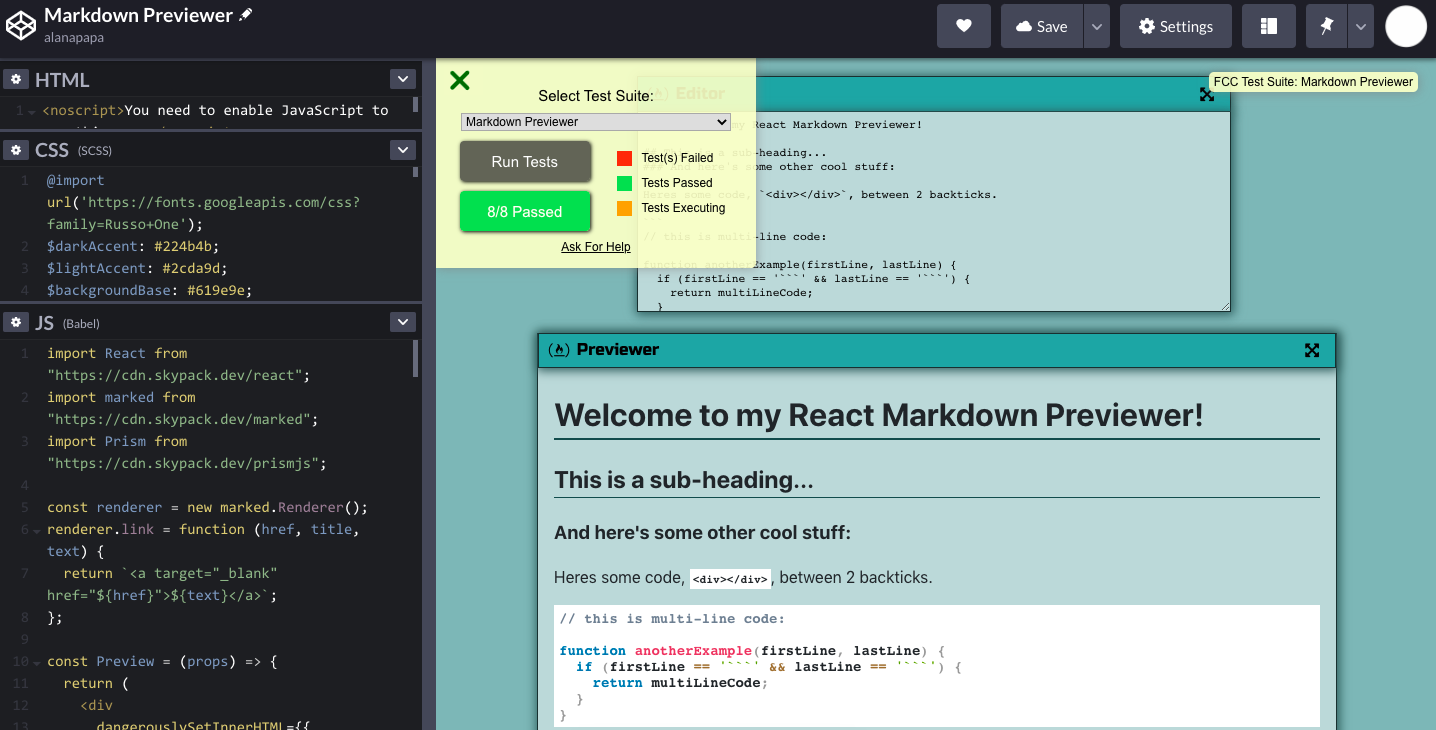 Markdown Previewer
alanapapa
Save
Settings
HTML
1 <noscript>You need to enable JavaScript to
CSS (SCSS)
1 @import
url('https://fonts.googleapis.com/css?
family=Russo+One');
2 $darkAccent: #224b4b;
3 $lightAccent: #2cda9d;
4 $backgroundBase: #619e9e;
JS (Babel)
1 import React from
"https://cdn.skypack.dev/react";
2 import marked from
"https://cdn.skypack.dev/marked";
3 import Prism from
"https://cdn.skypack.dev/prismjs";
4
5 const renderer = new marked.Renderer();
6 renderer.link = function (href, title,
text) {
7 return `<a target="_blank"
href="${href}">${text}</a>`;
8 };
9
10 const Preview = (props) => {
11 return (
12 <div
13 dangerouslySetInnerHTML={{
Select Test Suite:
Markdown Previewer
Run Tests
8/8 Passed
Test(s) Failed
Tests Passed
Tests Executing
Ask For Help
FCC Test Suite: Markdown Previewer
Editor
my React Markdown Previewer!
sub-heading...
### And here's some other cool stuff:
Heres some code, `<div></div>`, between 2 backticks.
// this is multi-line code:
function anotherExample(firstLine, lastLine) {
if (firstLine == '```' && lastLine == '```') {
return multiLineCode;
}
Previewer
Welcome to my React Markdown Previewer!
This is a sub-heading...
And here's some other cool stuff:
Heres some code, <div></div>, between 2 backticks.
// this is multi-line code:
function anotherExample(firstLine, lastLine) {
if (firstLine == '```' && lastLine == '```') {
return multiLineCode;
}
}